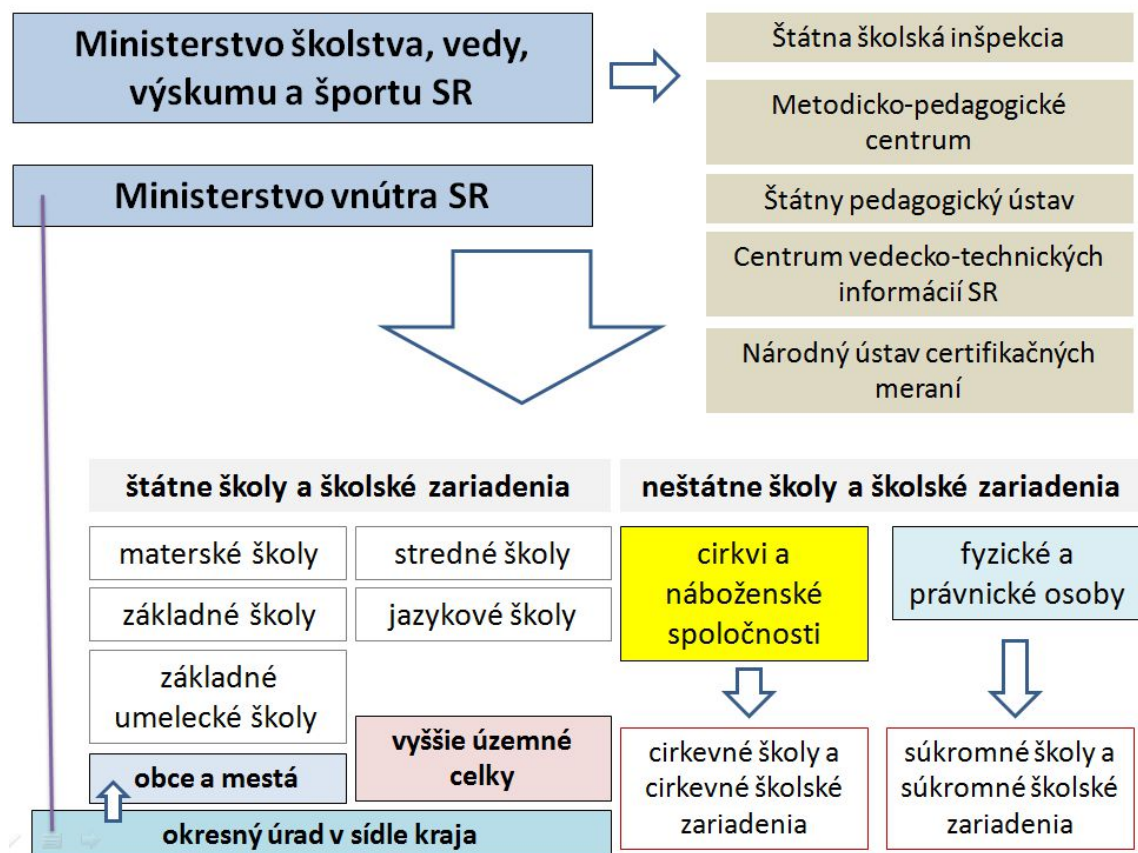 Ministerstvo školstva, vedy,
výskumu a športu SR
Ministerstvo vnútra SR
Štátna školská inšpekcia
Metodicko-pedagogické
centrum
Štátny pedagogický ústav
Centrum vedecko-technických
informácií SR
Národný ústav certifikačných
meraní
štátne školy a školské zariadenia
materské školy
základné školy
základné
umelecké školy
obce a mestá
stredné školy
jazykové školy
vyššie územné
celky
okresný úrad v sídle kraja
neštátne školy a školské zariadenia
cirkvi a
náboženské
spoločnosti
cirkevné školy a
cirkevné školské
zariadenia
fyzické a
právnické osoby
súkromné školy a
súkromné školské
zariadenia